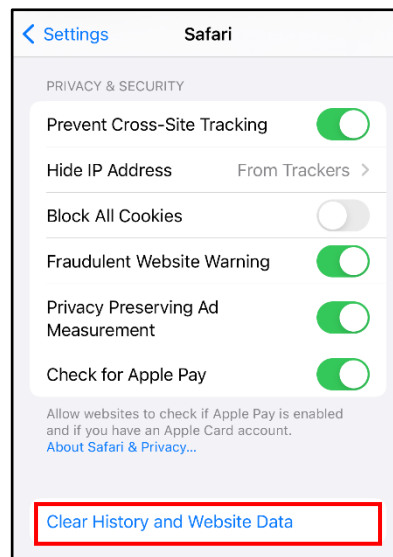 Settings
Safari
PRIVACY & SECURITY
Prevent Cross-Site Tracking
Hide IP Address From Trackers
Block All Cookies
Fraudulent Website Warning
Privacy Preserving Ad
Measurement
Check for Apple Pay
Allow websites to check if Apple Pay is enabled
and if you have an Apple Card account.
About Safari & Privacy...
Clear History and Website Data